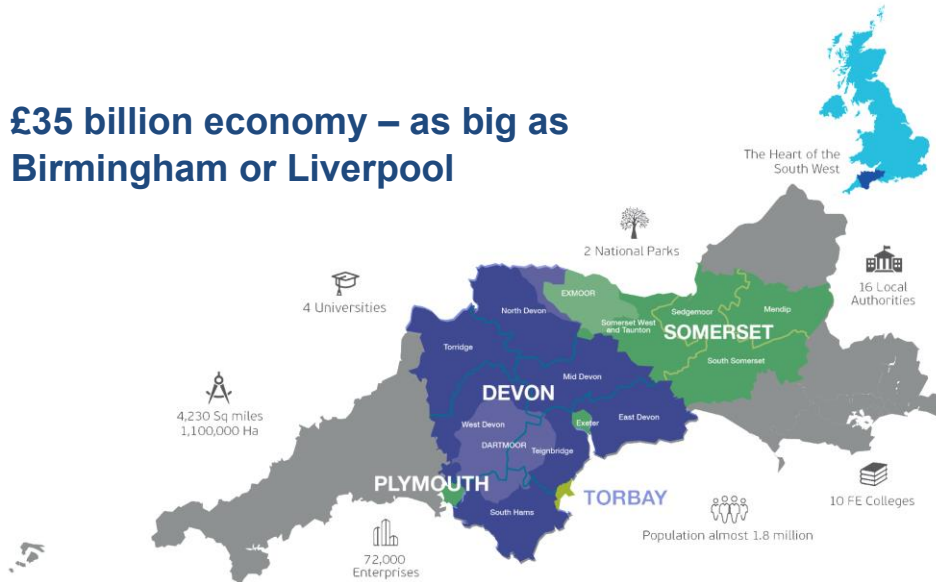 £35 billion economy – as big as
Birmingham or Liverpool
The Heart of the
South West
2 National Parks
4 Universities
16 Local
Authorities
EXMOOR
North Devon
Sedgemoor
Mendip
Somerset West
and Taunton
SOMERSET
Torridge
South Somerset
Mid Devon
DEVON
4,230 Sq miles
1,100,000 Ha
West Devon
Exeter
East Devon
DARTMOOR
Teignbridge
PLYMOUTH
TORBAY
10 FE Colleges
South Hams
Population almost 1.8 million
72,000
Enterprises